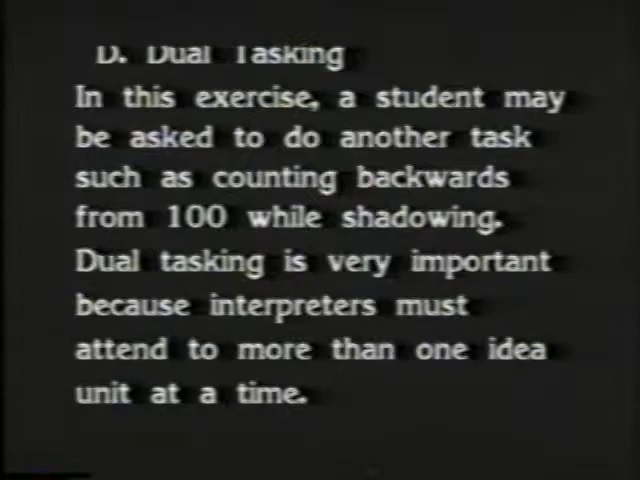 D. Dual Tasking
In this exercise, a student may
be asked to do another task
such as counting backwards
from 100 while shadowing.
Dual tasking is very important
because interpreters must
attend to more than one idea
unit at a time.